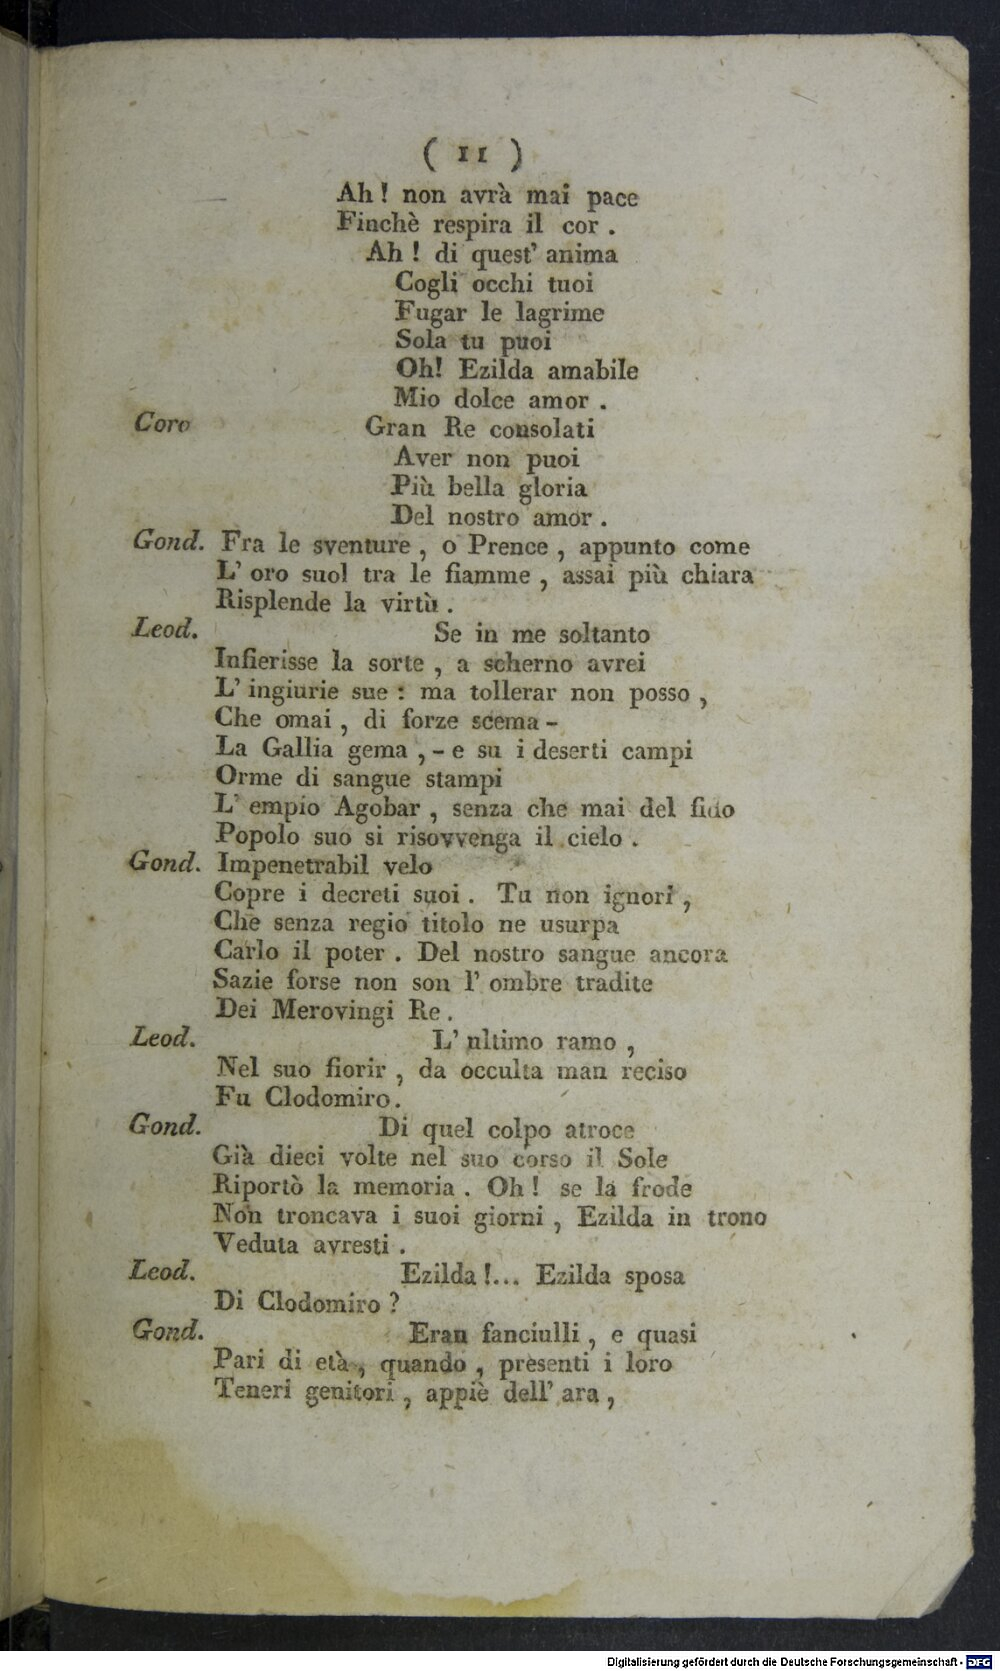 ( 11 )
Ah ! non avrà mai pace
Finchè respira il cor .
Ah ! di quest' anima
Cogli occhi tuoi
Fugar le lagrime
Sola tu puoi
Oh! Ezilda amabile
Mio dolce amor .
Coro Gran Re consolati
Aver non puoi
Più bella gloria
Del nostro amor .
Gond. Fra le sventure , o Prence , appunto come
L' oro suol tra le fiamme , assai più chiara
Risplende la virtù .
Leod. Se in me soltanto
Infierisse la sorte , a scherno avrei
L' ingiurie sue : ma tollerar non posso ,
Che omai , di forze scema -
La Gallia gema , - e su i deserti campi
Orme di sangue stampi
L' empio Agobar , senza che mai del fido
Popolo suo si risovvenga il cielo .
Gond. Impenetrabil velo
Copre i decreti suoi . Tu non ignori ,
Che senza regio titolo ne usurpa
Carlo il poter . Del nostro sangue ancora
Sazie forse non son l' ombre tradite
Dei Merovingi Re .
Leod. L' ultimo ramo ,
Nel suo fiorir , da occulta man reciso
Fu Clodomiro .
Gond. Di quel colpo atroce
Già dieci volte nel suo corso il Sole
Riportò la memoria . Oh ! se la frode
Non troncava i suoi giorni , Ezilda in trono
Veduta avresti .
Leod. Ezilda !... Ezilda sposa
Di Clodomiro ?
Gond. Eran fanciulli , e quasi
Pari di età , quando , presenti i loro
Teneri genitori , appiè dell' ara ,
Digitalisierung gefördert durch die Deutsche Forschungsgemeinschaft - DFG